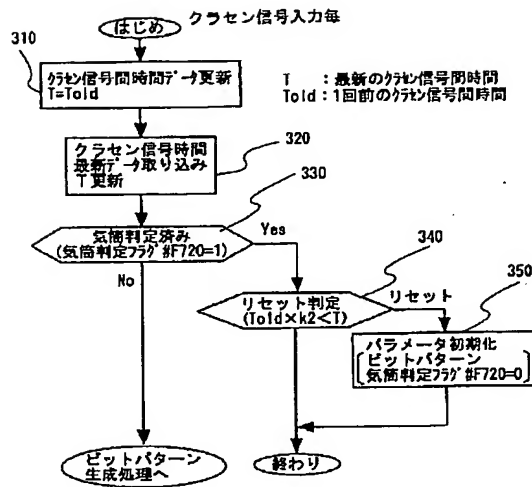 クラセン信号入力毎
はじめ
310
クラセン信号間時間データ更新
T=Told
T :最新のクラセン信号間時間
Told:1回前のクラセン信号間時間
320
クラセン信号時間
最新データ取り込み
T更新
330
気筒判定済み
(気筒判定フラグ#F720=1)
Yes
No
340
リセット判定
(Told×k2<T)
リセット
350
パラメータ初期化
ビットパターン
気筒判定フラグ#F720=0
ビットパターン
生成処理へ
終わり